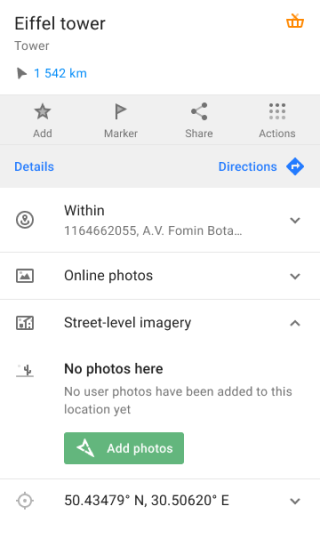 Eiffel tower
Tower
1 542 km
Add
Marker
Share
Actions
Details
Directions
Within
1164662055, A.V. Fomin Bota…
Online photos
Street-level imagery
No photos here
No user photos have been added to this
location yet
Add photos
50.43479° N, 30.50620° E